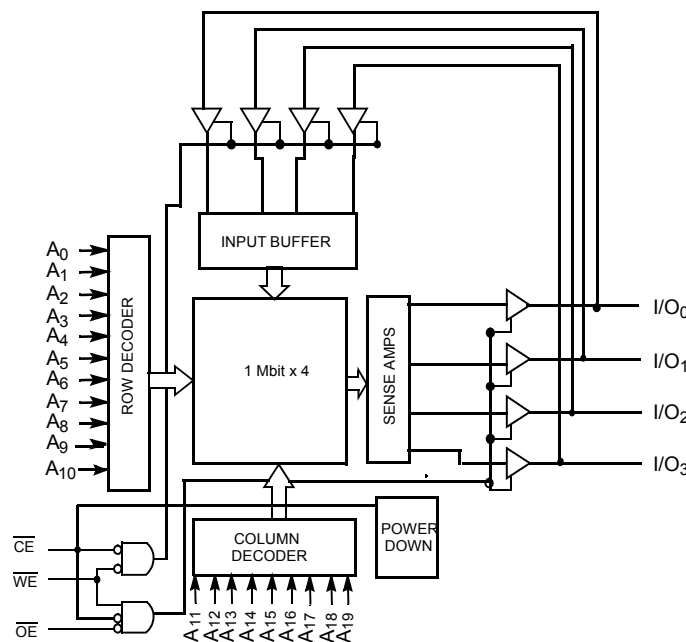 INPUT BUFFER
A0
A1
A2
A3
A4
A5
A6
A7
A8
A9
A10
ROW DECODER
1 Mbit x 4
SENSE AMPS
I/O0
I/O1
I/O2
I/O3
COLUMN
DECODER
POWER
DOWN
CE
WE
OE
A11
A12
A13
A14
A15
A16
A17
A18
A19